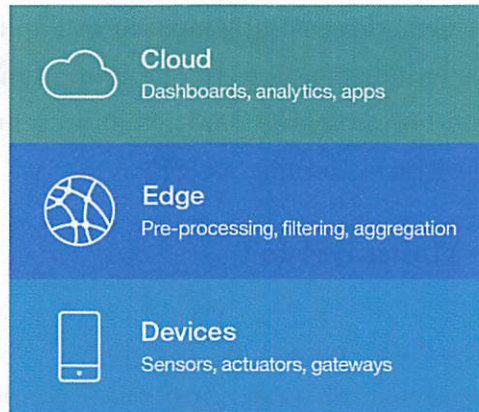 Cloud
Dashboards, analytics, apps
Edge
Pre-processing, filtering, aggregation
Devices
Sensors, actuators, gateways